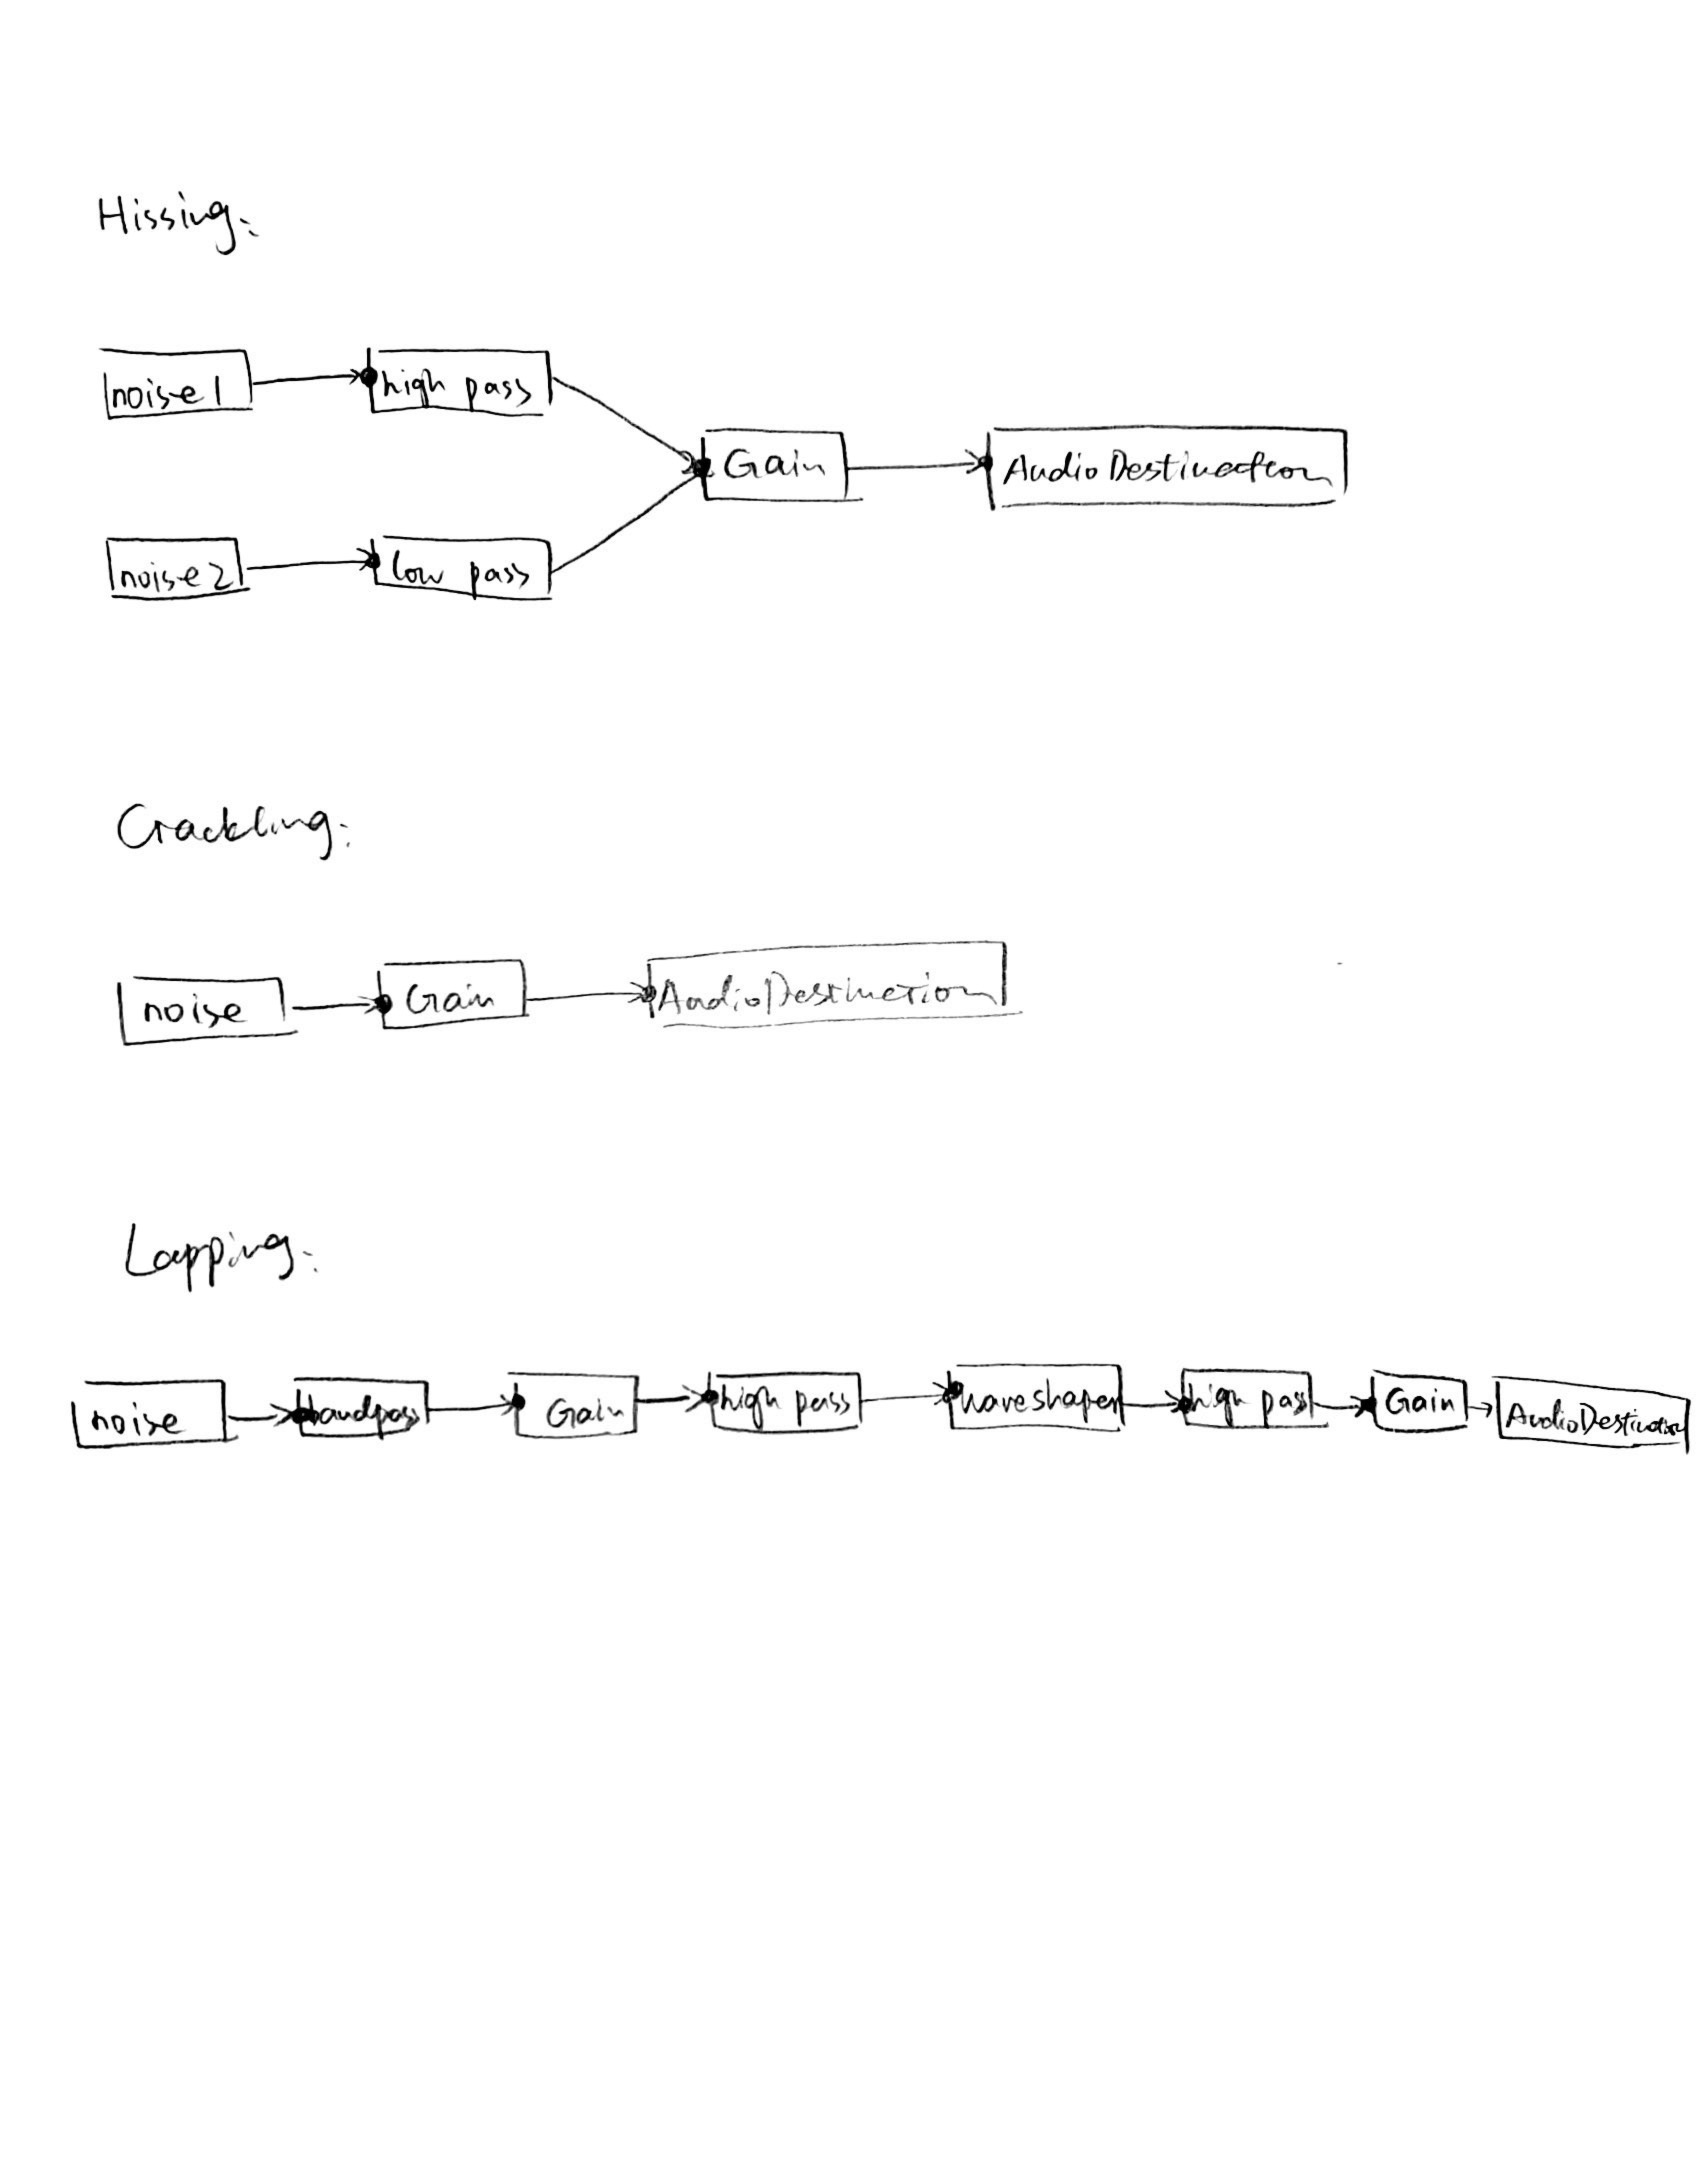 Hissing:
noise1 high pass
Gain AudioDestination
noise2 low pass
Crackling:
noise Gain AudioDestination
Lapping:
noise bandpass Gain high pass waveshaper high pass Gain AudioDestination